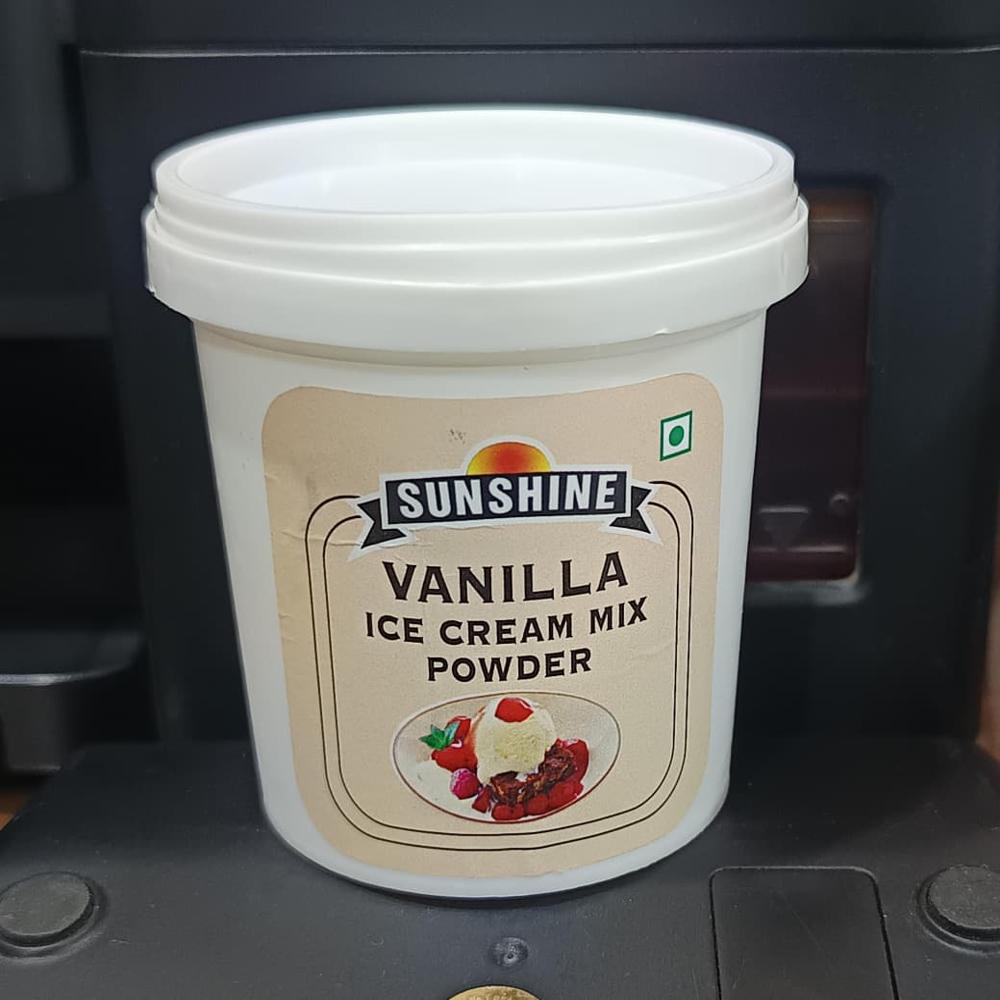 SUNSHINE
VANILLA
ICE CREAM MIX
POWDER